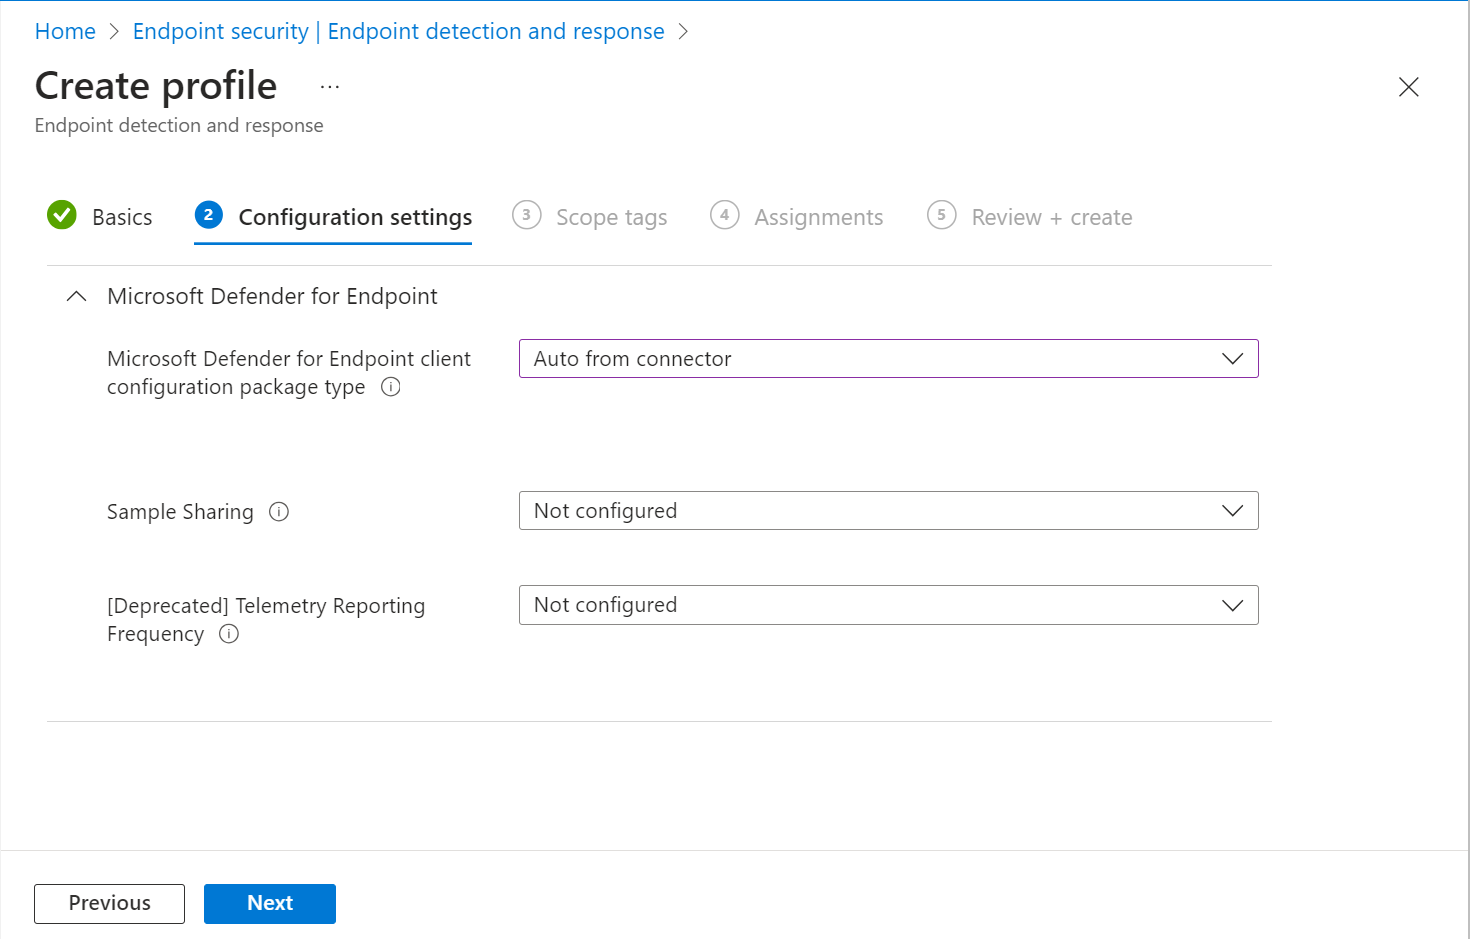 Home > Endpoint security | Endpoint detection and response >
Create profile ...
Endpoint detection and response
Basics 2 Configuration settings 3 Scope tags 4 Assignments 5 Review + create
Microsoft Defender for Endpoint
Microsoft Defender for Endpoint client
configuration package type
Auto from connector
Sample Sharing
Not configured
[Deprecated] Telemetry Reporting
Frequency
Not configured
Previous Next